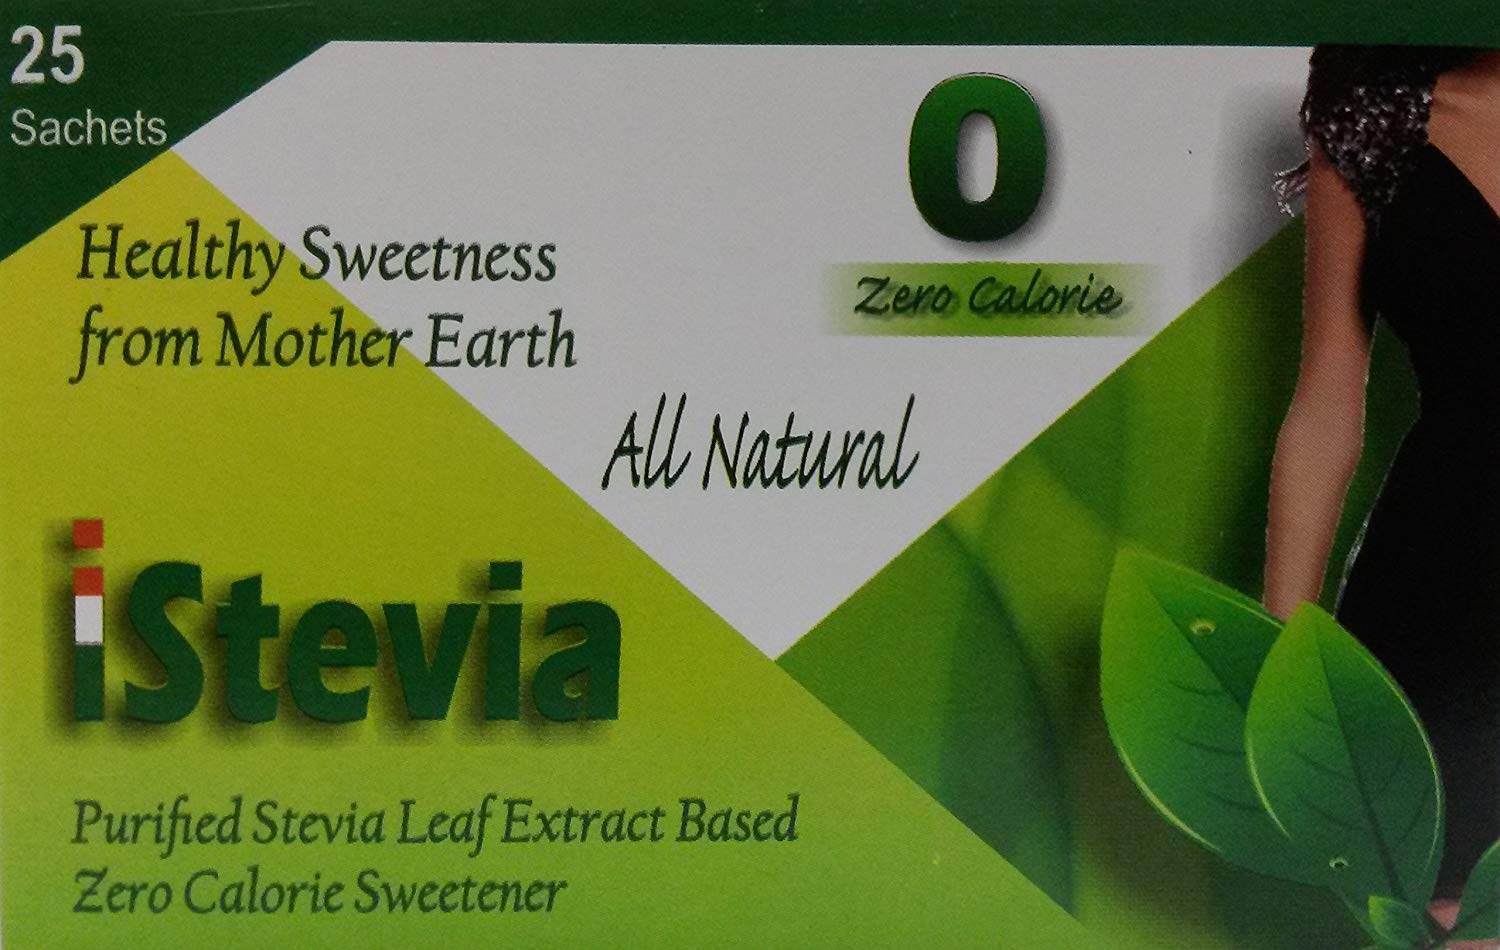 25
Sachets
Healthy Sweetness
from Mother Earth
0
Zero Calorie
All Natural
iStevia
Purified Stevia Leaf Extract Based
Zero Calorie Sweetener